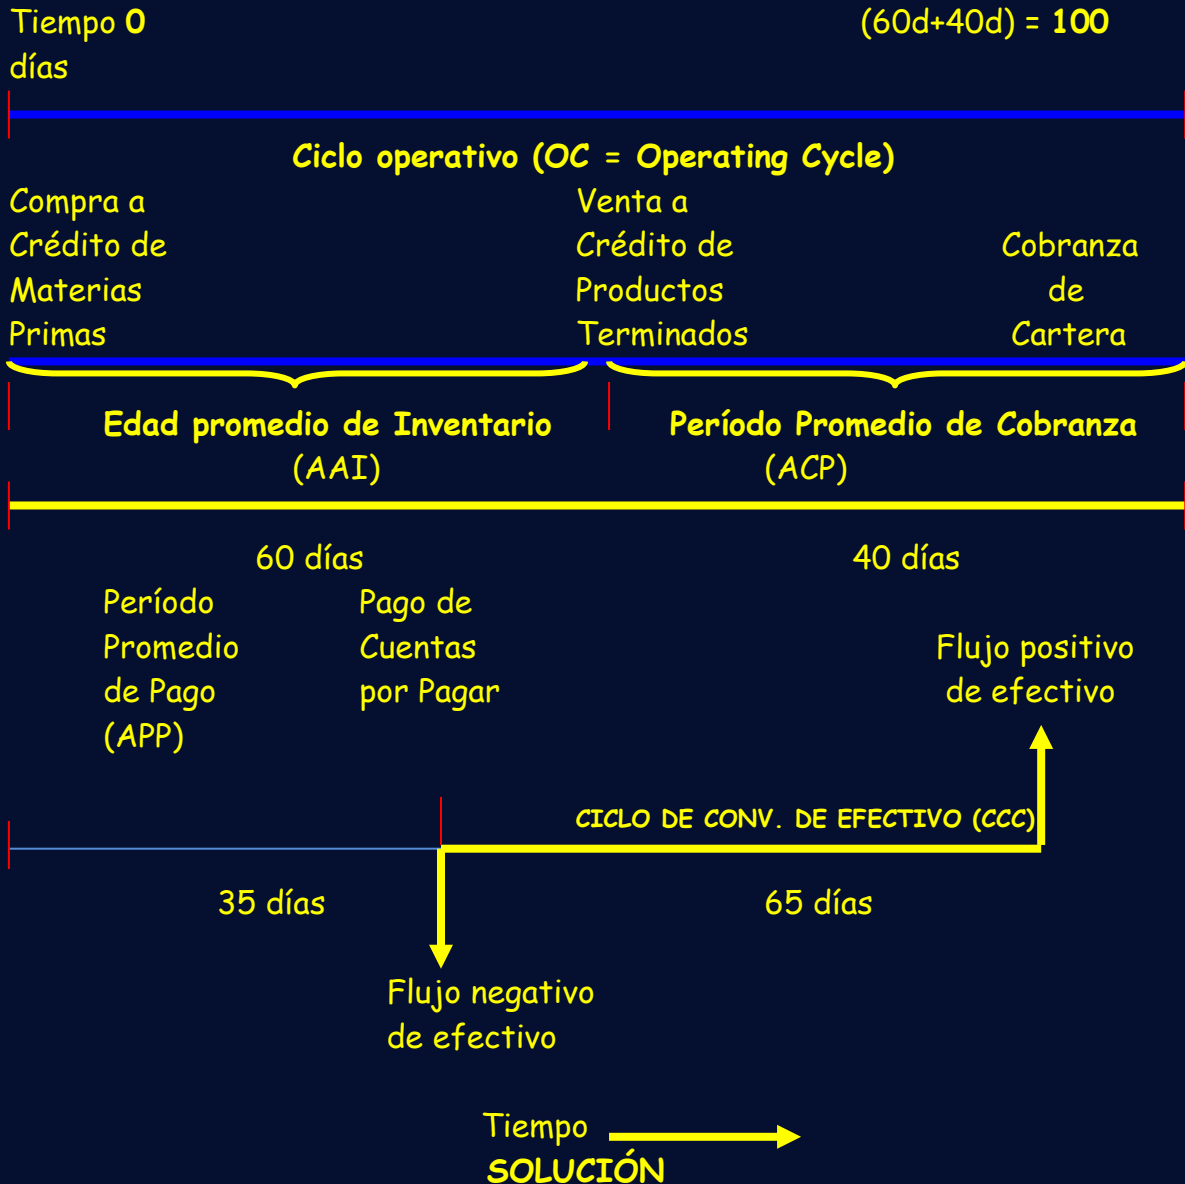 Tiempo 0
días
(60d+40d) = 100
Ciclo operativo (OC = Operating Cycle)
Compra a
Crédito de
Materias
Primas
Venta a
Crédito de
Productos
Terminados
Cobranza
de
Cartera
Edad promedio de Inventario
(AAI)
Período Promedio de Cobranza
(ACP)
60 días
40 días
Período
Promedio
de Pago
(APP)
Pago de
Cuentas
por Pagar
Flujo positivo
de efectivo
CICLO DE CONV. DE EFECTIVO (CCC)
35 días
65 días
Flujo negativo
de efectivo
Tiempo
SOLUCIÓN